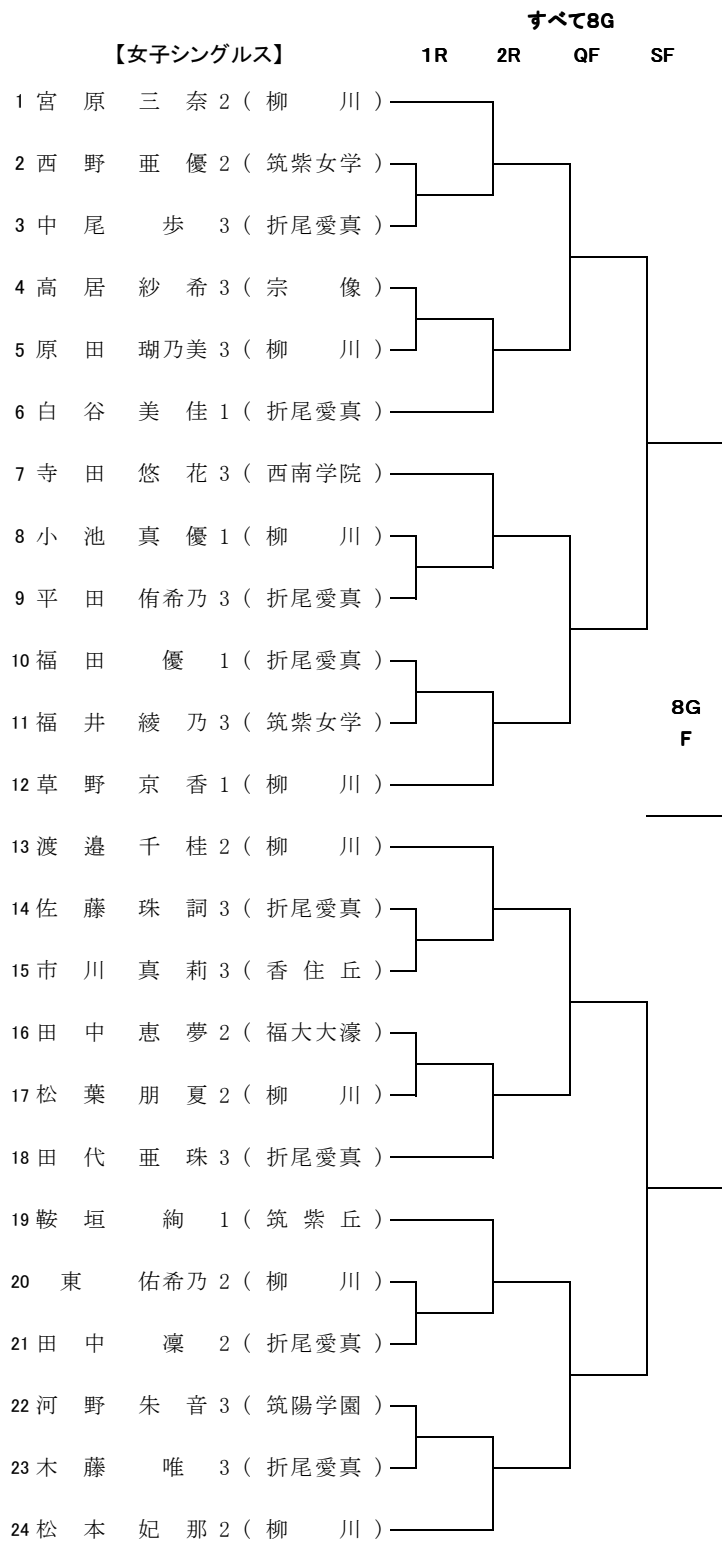 すべて8G
【女子シングルス】 1R 2R QF SF
1 宮原 三奈 2 ( 柳川 )
2 西野 亜優 2 ( 筑紫女学 )
3 中尾 歩 3 ( 折尾愛真 )
4 高居 紗希 3 ( 宗像 )
5 原田 瑚乃美 3 ( 柳川 )
6 白谷 美佳 1 ( 折尾愛真 )
7 寺田 悠花 3 ( 西南学院 )
8 小池 真優 1 ( 柳川 )
9 平田 侑希乃 3 ( 折尾愛真 )
10 福田 優 1 ( 折尾愛真 )
11 福井 綾乃 3 ( 筑紫女学 )
8G
F
12 草野 京香 1 ( 柳川 )
13 渡邉 千桂 2 ( 柳川 )
14 佐藤 珠詞 3 ( 折尾愛真 )
15 市川 真莉 3 ( 香住丘 )
16 田中 恵夢 2 ( 福大大濠 )
17 松葉 朋夏 2 ( 柳川 )
18 田代 亜珠 3 ( 折尾愛真 )
19 鞍垣 絢 1 ( 筑紫丘 )
20 東 佑希乃 2 ( 柳川 )
21 田中 凜 2 ( 折尾愛真 )
22 河野 朱音 3 ( 筑陽学園 )
23 木藤 唯 3 ( 折尾愛真 )
24 松本 妃那 2 ( 柳川 )